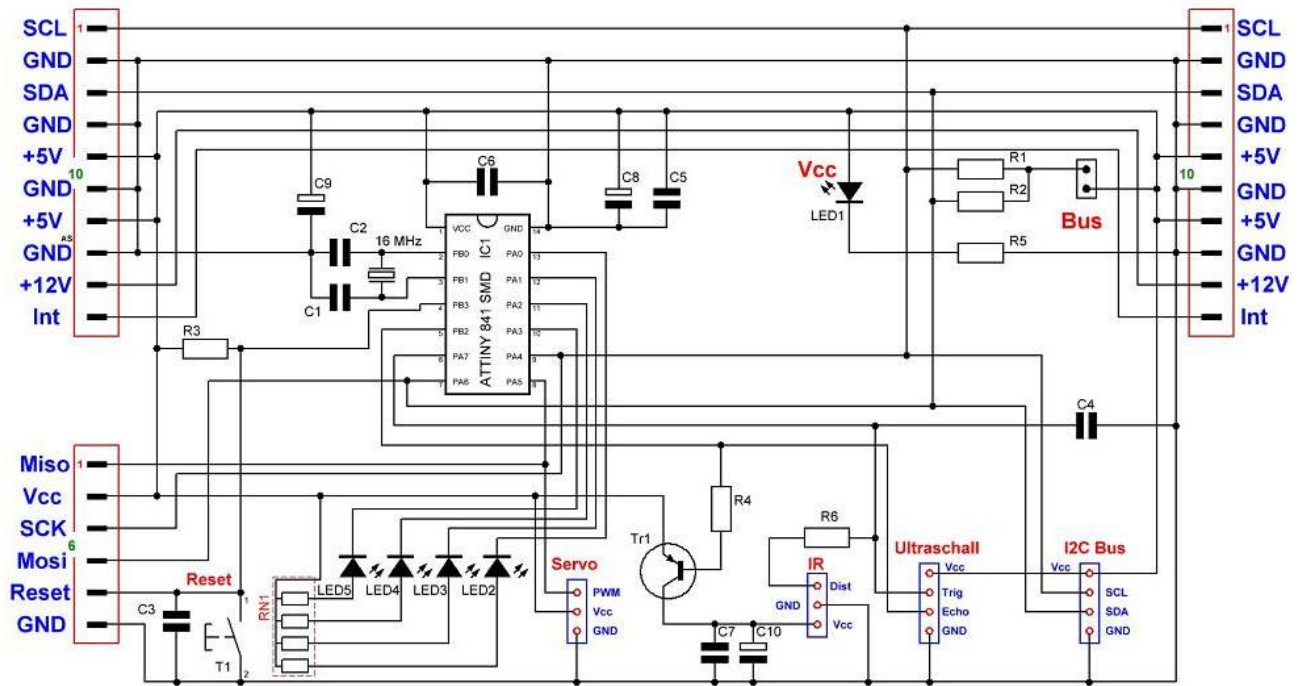 SCL
GND
SDA
GND
+5V
GND
+5V
GND
+12V
Int
1
10
AS
SCL
GND
SDA
GND
+5V
GND
+5V
GND
+12V
Int
1
10
C9
C6
C8
C5
C2
C1
16 MHz
Vcc
LED1
R1
R2
R5
Bus
IC1
ATTINY 841 SMD
1 VCC
2 PB0
3 PB1
4 PB3
5 PB2
6 PA7
7 PA6
GND 14
PA0 13
PA1 12
PA2 11
PA3 10
PA4 9
PA5 8
R3
C4
Miso
Vcc
SCK
Mosi
Reset
GND
1
6
Reset
C3
T1
1
2
RN1
LED5
LED4
LED3
LED2
Servo
PWM
Vcc
GND
Tr1
R4
R6
IR
Dist
GND
Vcc
C7
C10
Ultraschall
Vcc
Trig
Echo
GND
I2C Bus
Vcc
SCL
SDA
GND